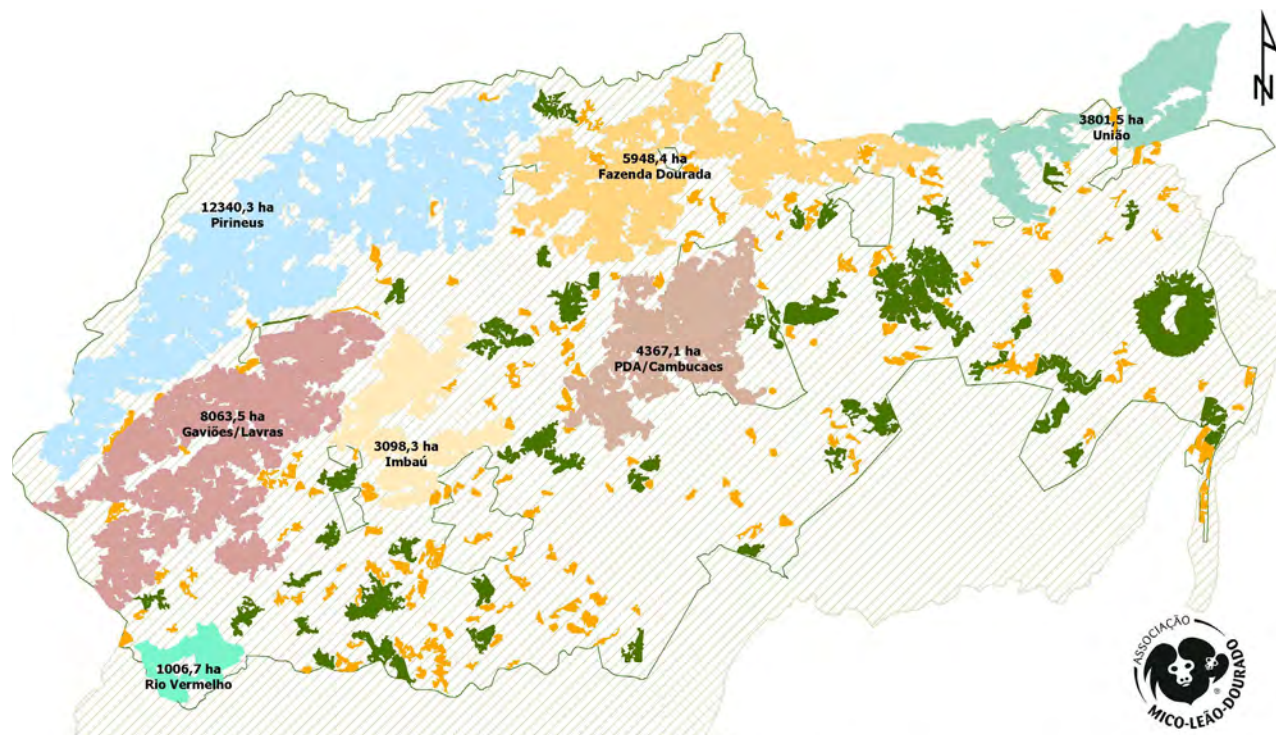 N
3801,5 ha
União
5948,4 ha
Fazenda Dourada
12340,3 ha
Pirineus
4367,1 ha
PDA/Cambucaes
8063,5 ha
Gaviões/Lavras
3098,3 ha
Imbaú
1006,7 ha
Rio Vermelho
ASSOCIAÇÃO
MICO-LEÃO-DOURADO
®